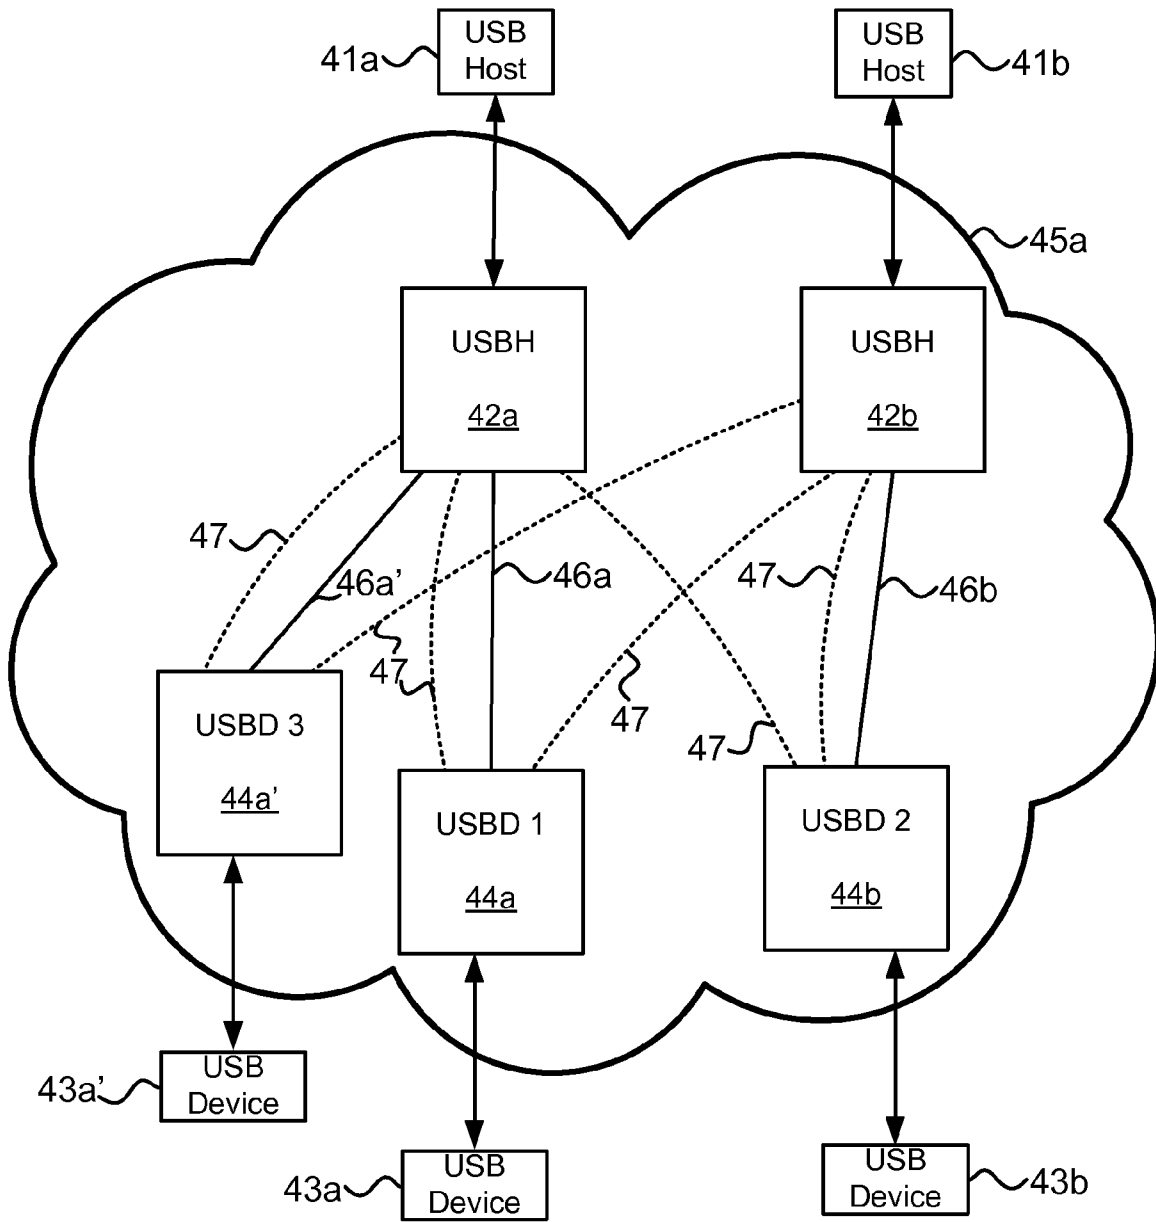 USB
Host
41a
USB
Host
41b
45a
USBH
42a
USBH
42b
47
46a’
46a
47
46b
47
47
47
47
USBD 3
44a’
USBD 1
44a
USBD 2
44b
43a’
USB
Device
43a
USB
Device
USB
Device
43b